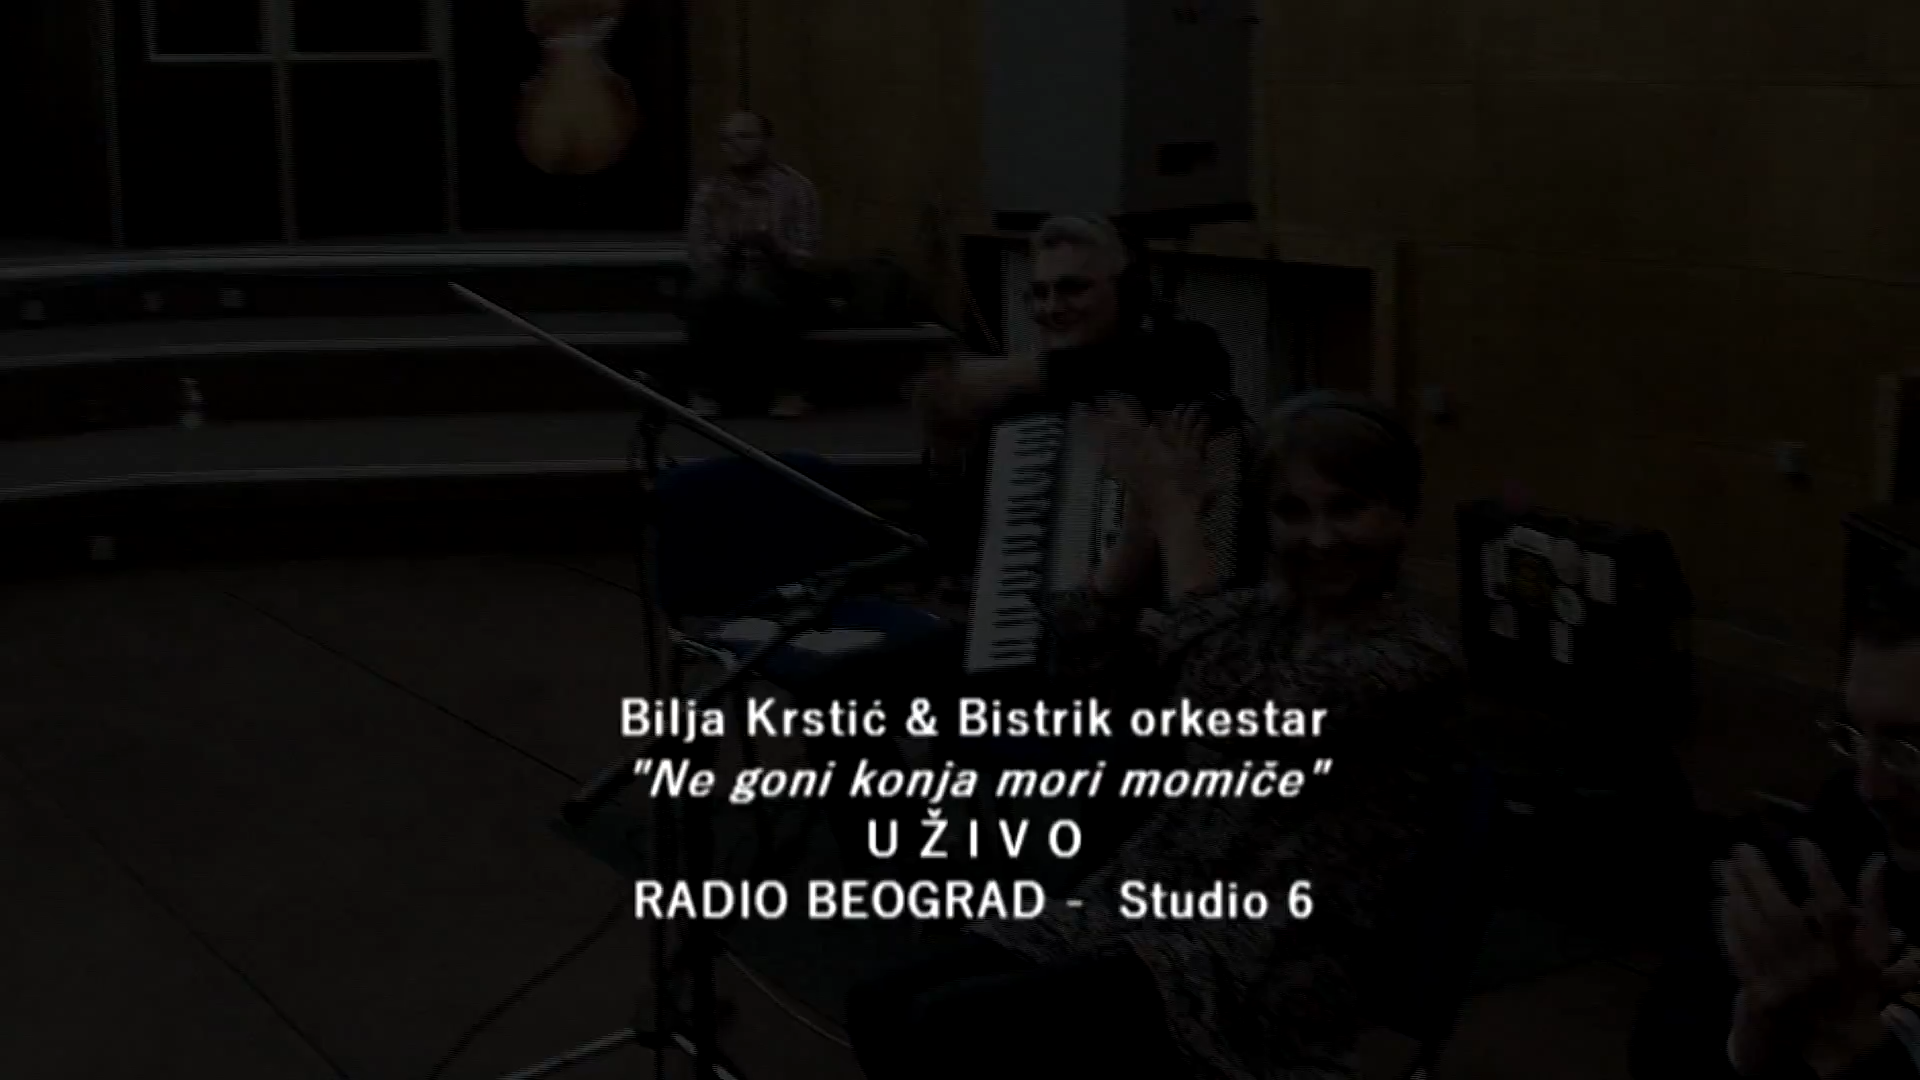 Bilja Krstić & Bistrik orkestar
"Ne goni konja mori momiče"
U Ž I V O
RADIO BEOGRAD - Studio 6